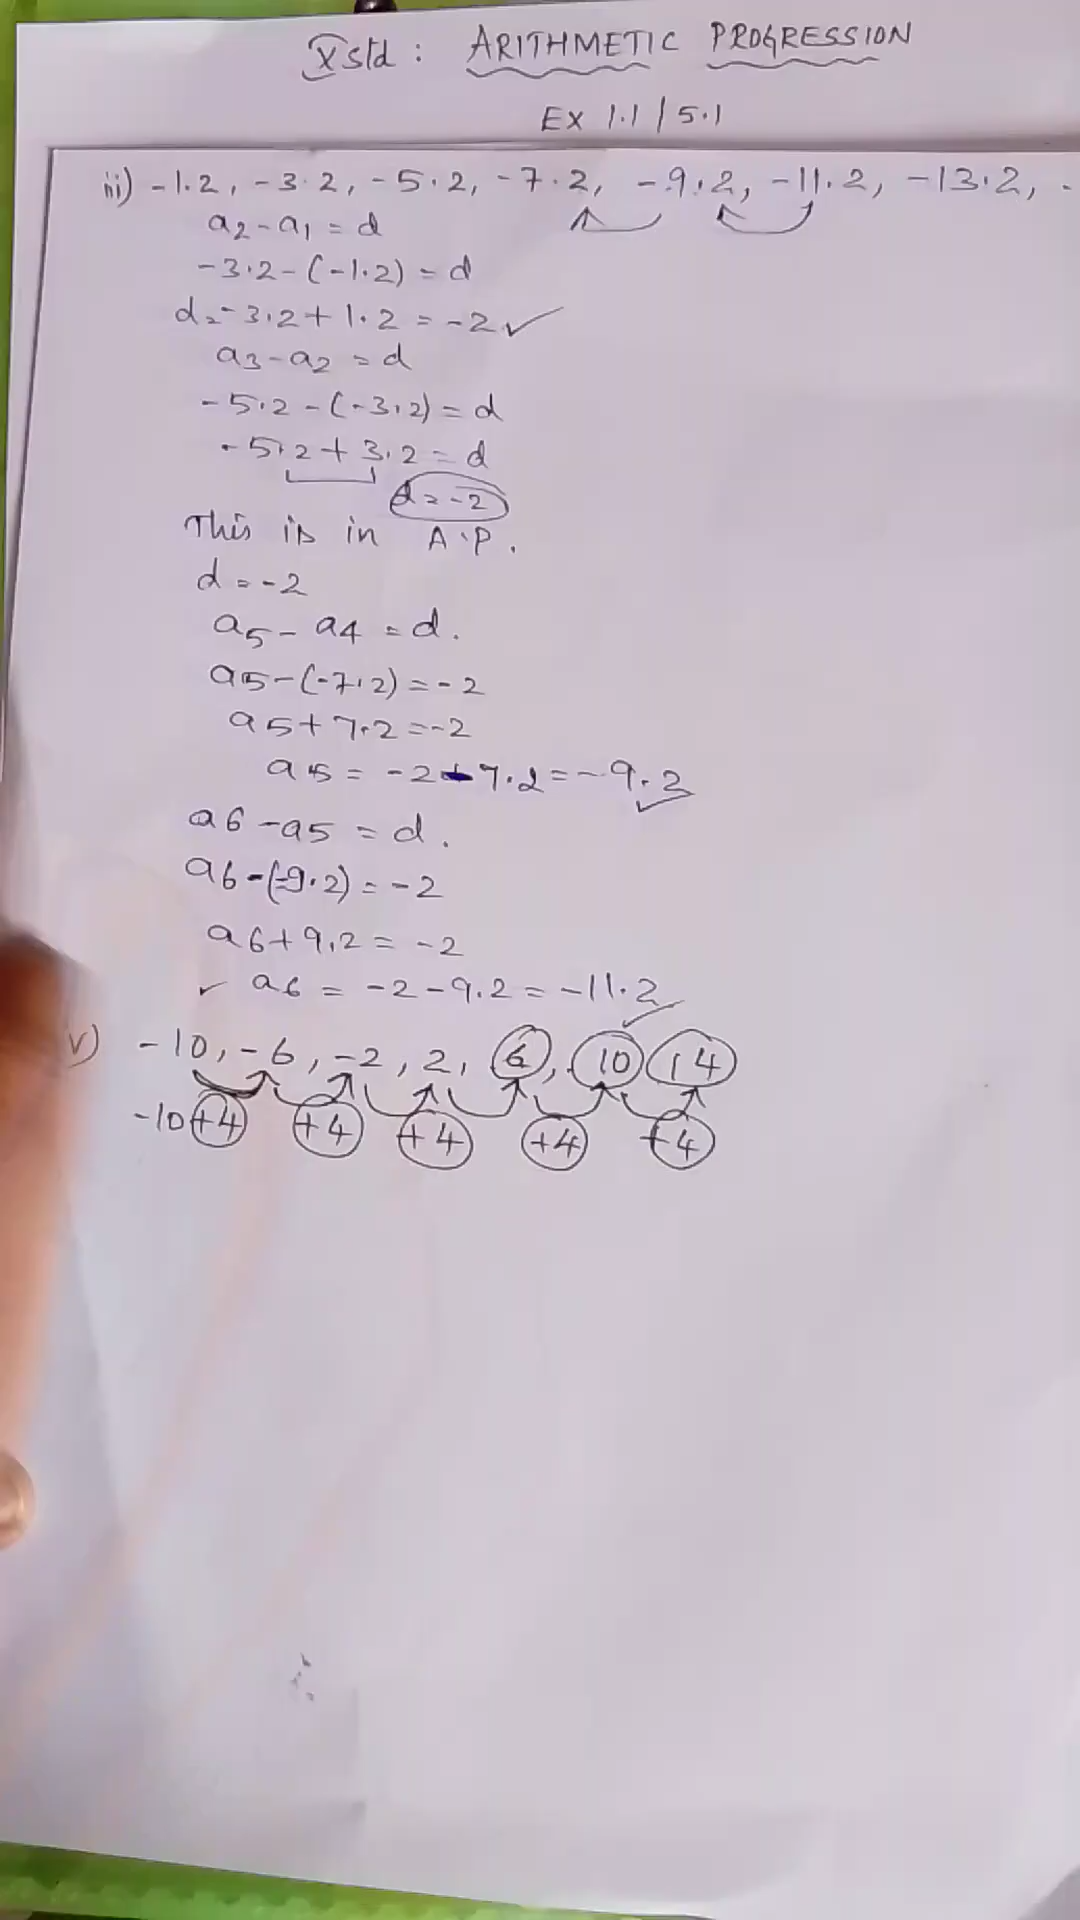 X std : ARITHMETIC PROGRESSION
Ex 1.1 / 5.1
iii) -1.2, -3.2, -5.2, -7.2, -9.2, -11.2, -13.2, .
a2 - a1 = d
-3.2 - (-1.2) = d
d = -3.2 + 1.2 = -2 ✓
a3 - a2 = d
-5.2 - (-3.2) = d
-5.2 + 3.2 = d
d = -2
This is in A.P.
d = -2
a5 - a4 = d.
a5 - (-7.2) = -2
a5 + 7.2 = -2
a5 = -2 - 7.2 = -9.2
a6 - a5 = d.
a6 - (-9.2) = -2
a6 + 9.2 = -2
✓ a6 = -2 - 9.2 = -11.2
v) -10, -6, -2, 2, 6, 10 14
-10 +4 +4 +4 +4 +4